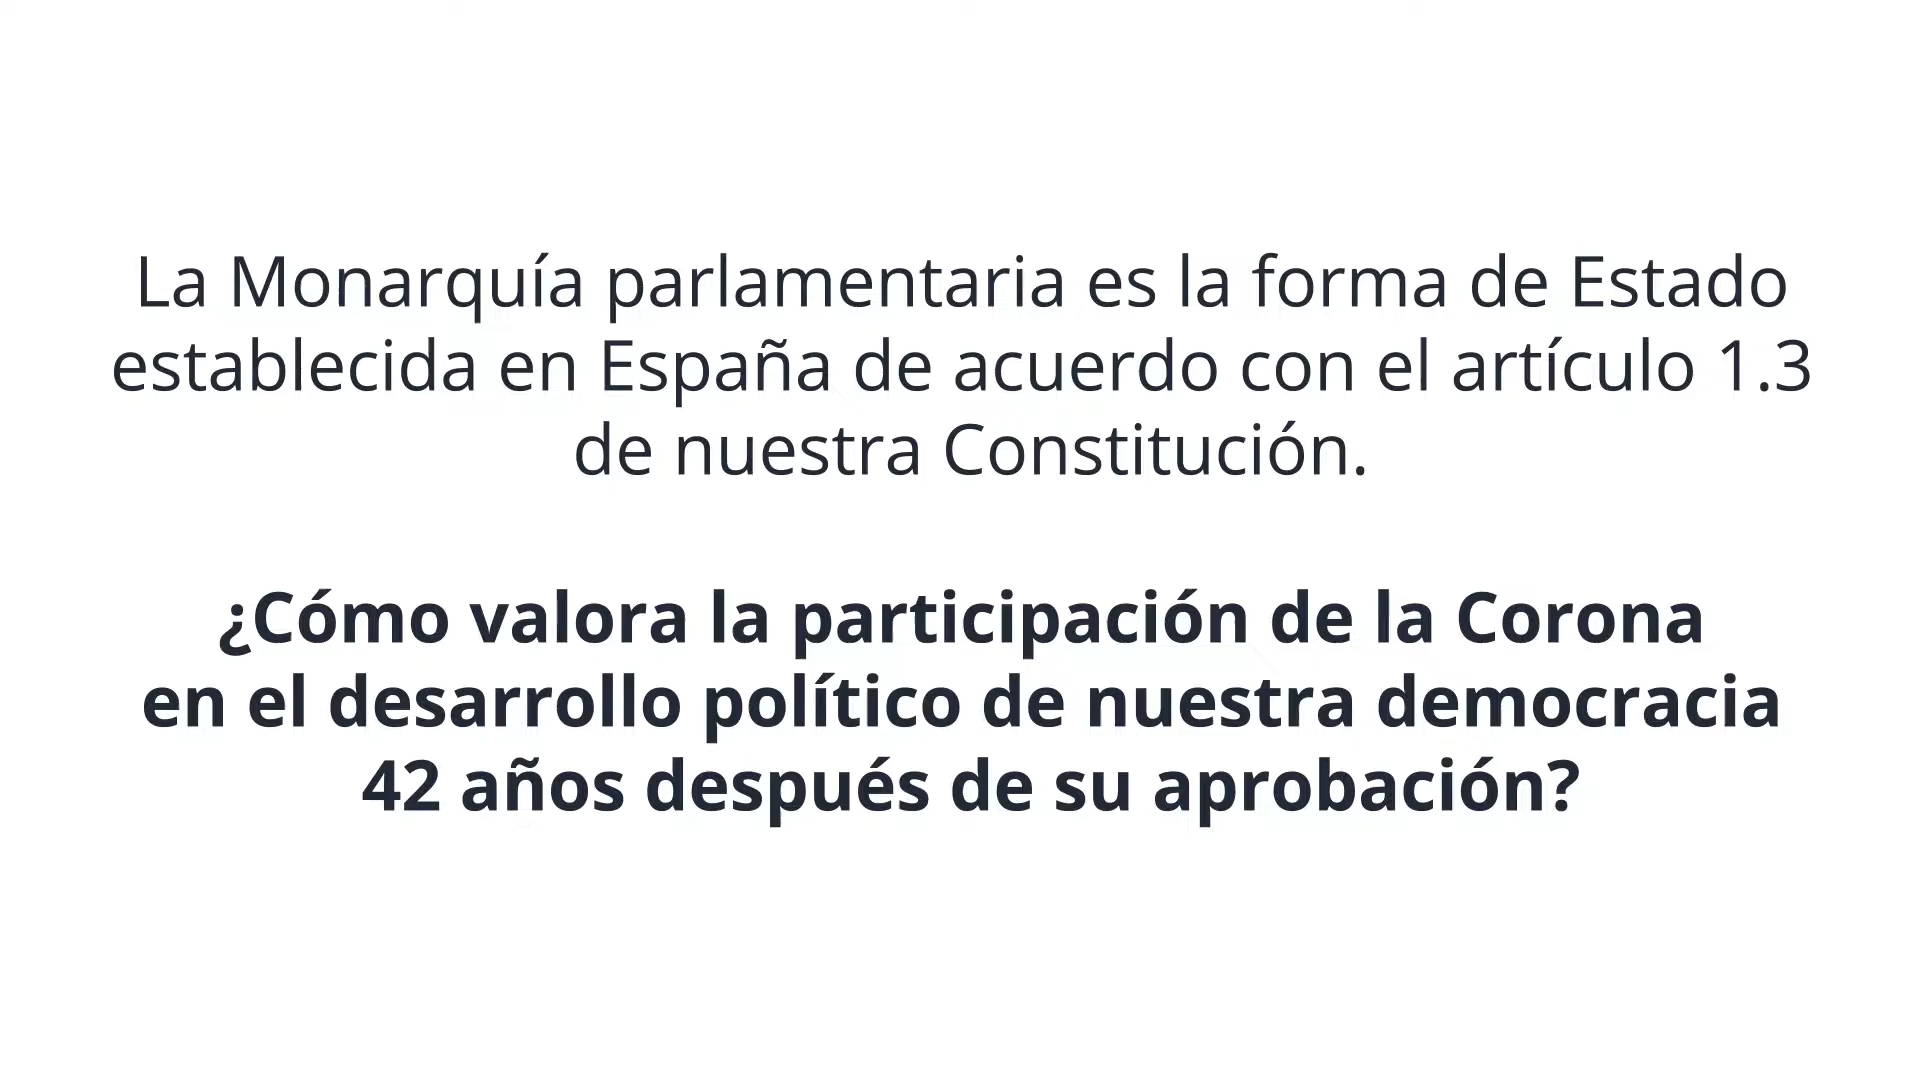 La Monarquía parlamentaria es la forma de Estado
establecida en España de acuerdo con el artículo 1.3
de nuestra Constitución.
¿Cómo valora la participación de la Corona
en el desarrollo político de nuestra democracia
42 años después de su aprobación?